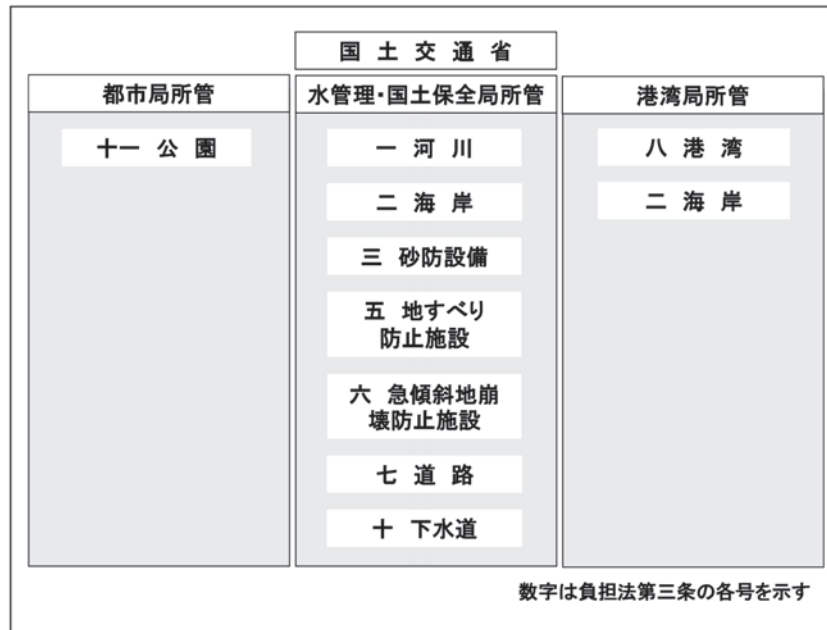 国土交通省
都市局所管
十一 公園
水管理・国土保全局所管
一 河川
二 海岸
三 砂防設備
五 地すべり
防止施設
六 急傾斜地崩
壊防止施設
七 道路
十 下水道
港湾局所管
八 港湾
二 海岸
数字は負担法第三条の各号を示す